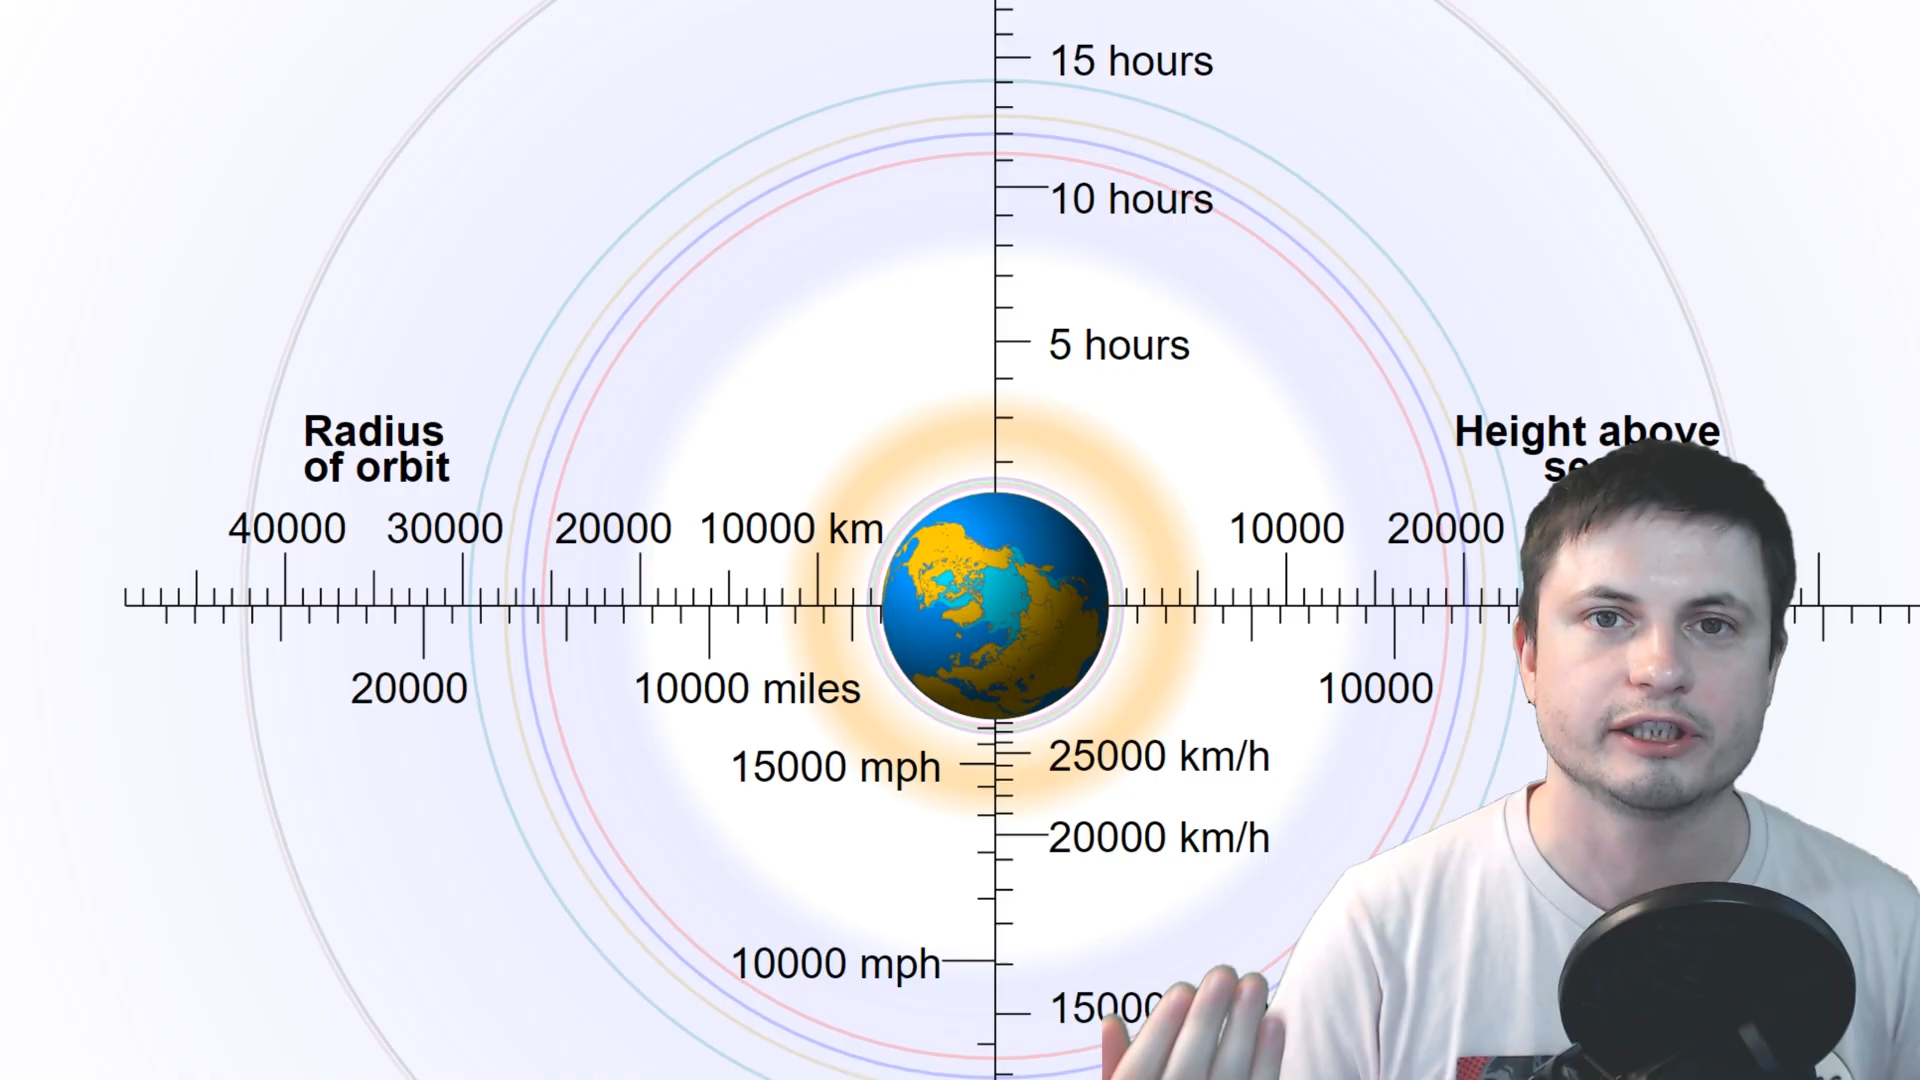 15 hours
10 hours
5 hours
Radius
of orbit
Height above
40000 30000 20000 10000 km
10000 20000
20000 10000 miles
10000
15000 mph
25000 km/h
20000 km/h
10000 mph
15000